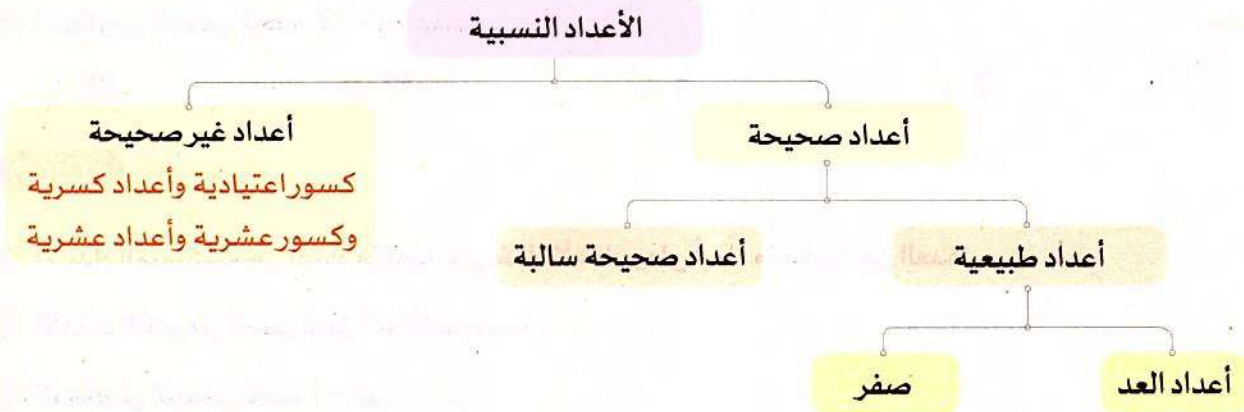 الأعداد النسبية
أعداد صحيحة
أعداد غير صحيحة
كسور اعتيادية وأعداد كسرية
وكسور عشرية وأعداد عشرية
أعداد طبيعية
أعداد صحيحة سالبة
أعداد العد
صفر